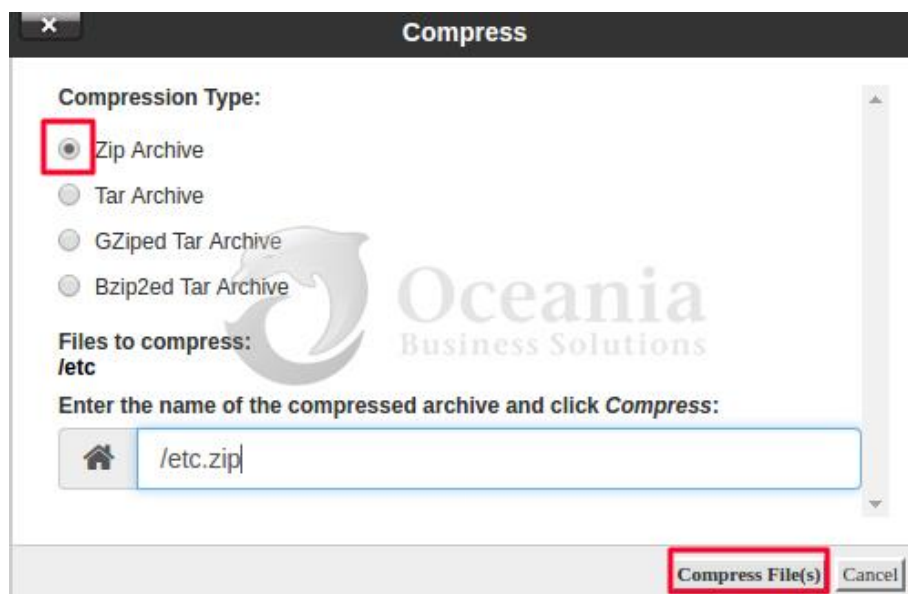 Compress
Compression Type:
Zip Archive
Tar Archive
GZiped Tar Archive
Bzip2ed Tar Archive
Oceania
Business Solutions
Files to compress:
/etc
Enter the name of the compressed archive and click Compress:
/etc.zip
Compress File(s) Cancel